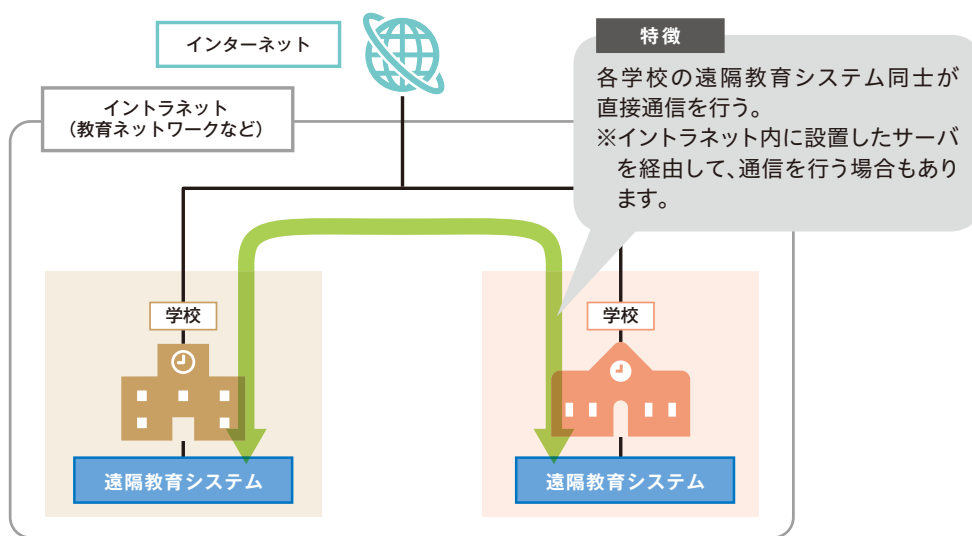 インターネット
特徴
各学校の遠隔教育システム同士が
直接通信を行う。
※イントラネット内に設置したサーバ
を経由して、通信を行う場合もあり
ます。
イントラネット
（教育ネットワークなど）
学校
学校
遠隔教育システム
遠隔教育システム